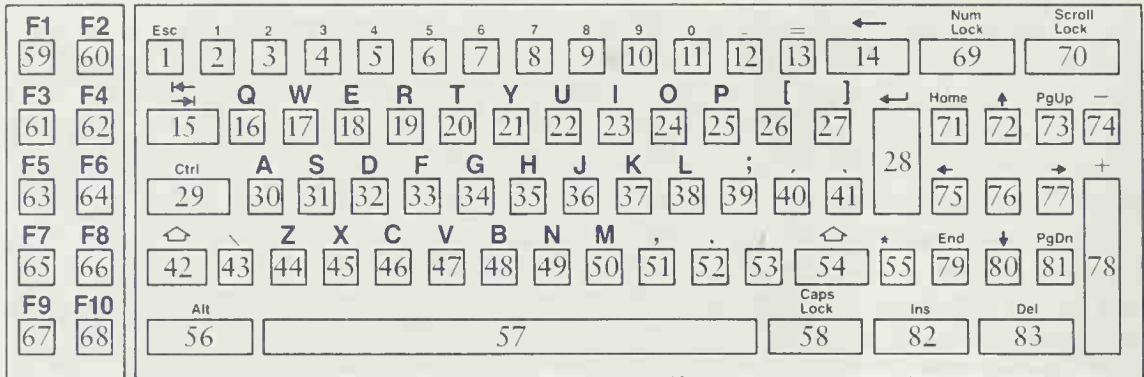 F1 F2 Esc 1 2 3 4 5 6 7 8 9 0 - = ← Num Lock Scroll Lock
59 60 1 2 3 4 5 6 7 8 9 10 11 12 13 14 69 70
F3 F4 Q W E R T Y U I O P [ ] ↵ Home ↑ PgUp −
61 62 15 16 17 18 19 20 21 22 23 24 25 26 27 71 72 73 74
F5 F6 Ctrl A S D F G H J K L ; ← → +
63 64 29 30 31 32 33 34 35 36 37 38 39 40 41 28 75 76 77
F7 F8 \ Z X C V B N M , . * End ↓ PgDn
65 66 42 43 44 45 46 47 48 49 50 51 52 53 54 55 79 80 81 78
F9 F10 Alt Caps Lock Ins Del
67 68 56 57 58 82 83